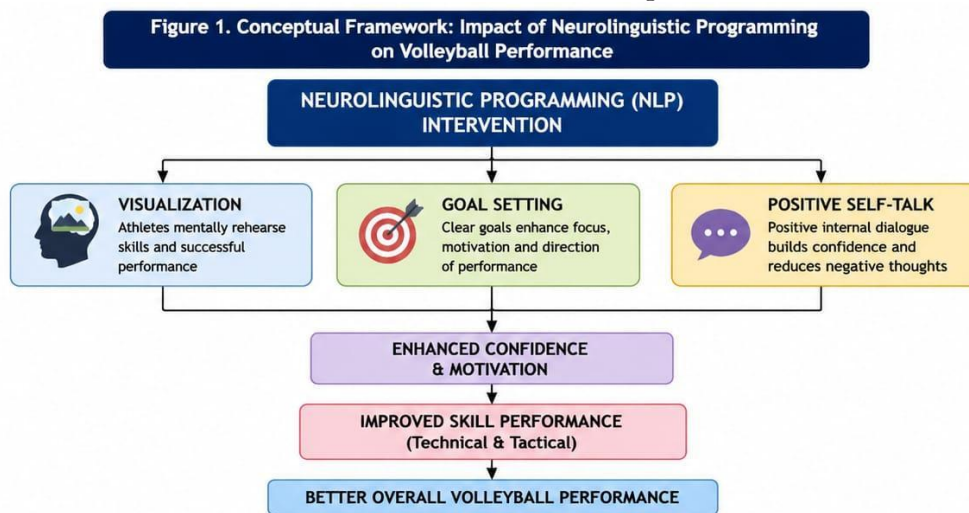 Figure 1. Conceptual Framework: Impact of Neurolinguistic Programming
on Volleyball Performance
NEUROLINGUISTIC PROGRAMMING (NLP)
INTERVENTION
VISUALIZATION
Athletes mentally rehearse
skills and successful
performance
GOAL SETTING
Clear goals enhance focus,
motivation and direction
of performance
POSITIVE SELF-TALK
Positive internal dialogue
builds confidence and
reduces negative thoughts
ENHANCED CONFIDENCE
& MOTIVATION
IMPROVED SKILL PERFORMANCE
(Technical & Tactical)
BETTER OVERALL VOLLEYBALL PERFORMANCE